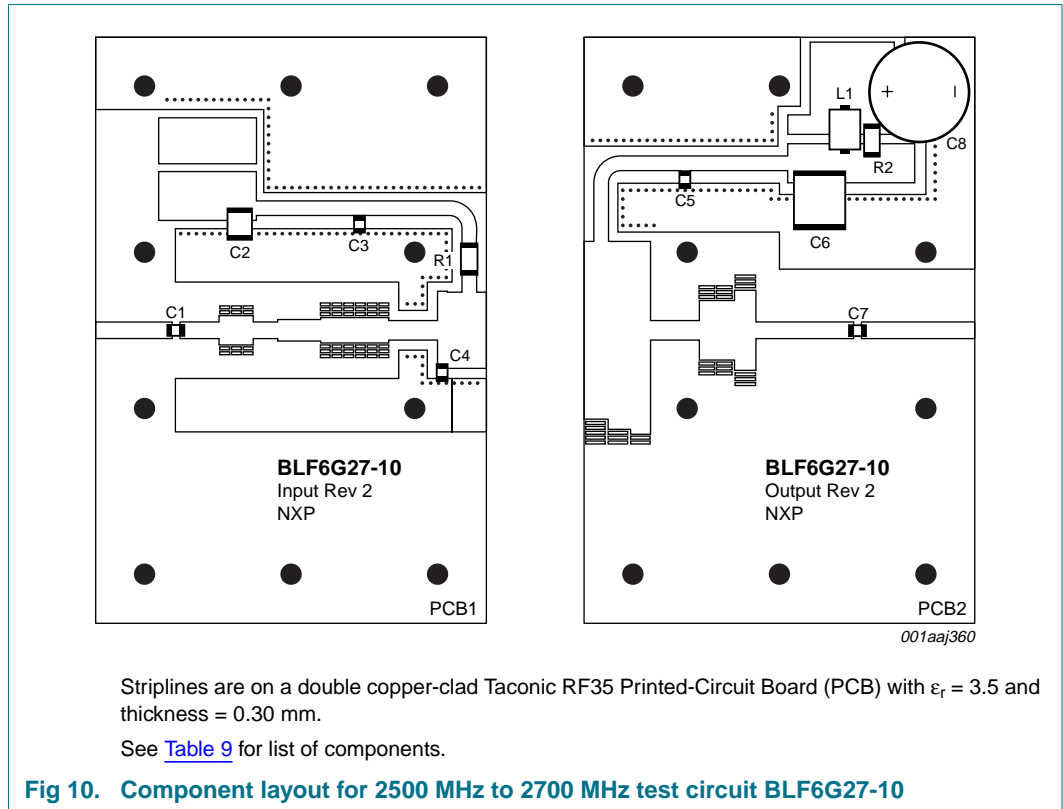 L1
+
−
C8
R2
C5
C6
C2
C3
R1
C1
C7
C4
BLF6G27-10
Input Rev 2
NXP
PCB1
BLF6G27-10
Output Rev 2
NXP
PCB2
001aaj360
Striplines are on a double copper-clad Taconic RF35 Printed-Circuit Board (PCB) with εr = 3.5 and
thickness = 0.30 mm.
See Table 9 for list of components.
Fig 10. Component layout for 2500 MHz to 2700 MHz test circuit BLF6G27-10